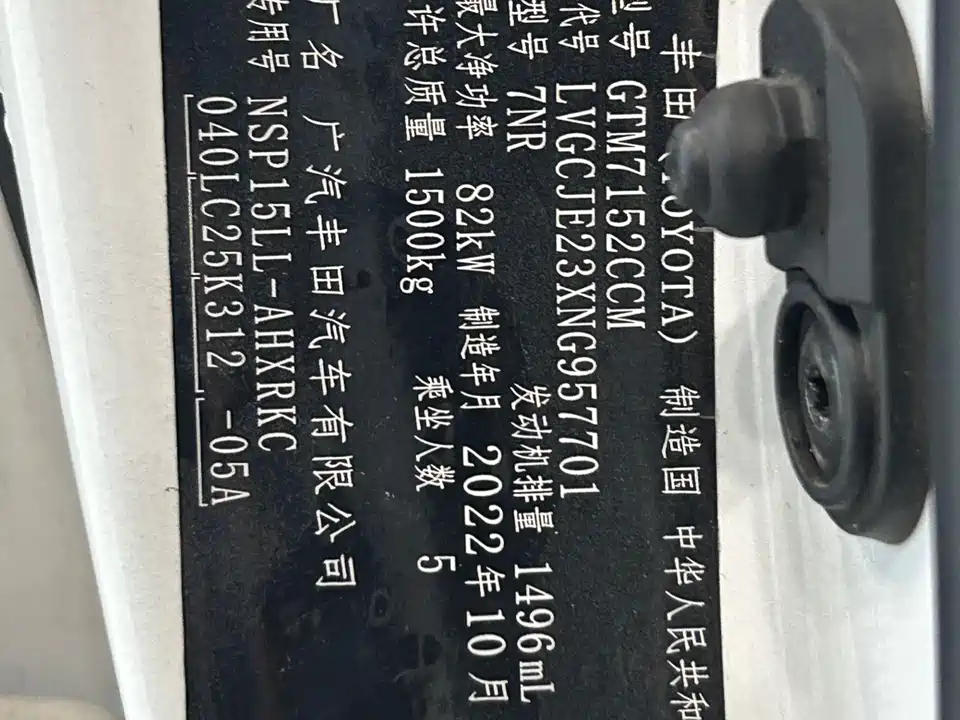 丰田 (TOYOTA) 制造国 中华人民共和
型号 GTM7152CCM
代号 LVGCJE23XNG957701
型号 7NR 发动机排量 1496mL
最大净功率 82kW 制造年月 2022年10月
许总质量 1500kg 乘坐人数 5
厂名 广汽丰田汽车有限公司
专用号 NSP15LL-AHXRKC
040LC25K312 -05A